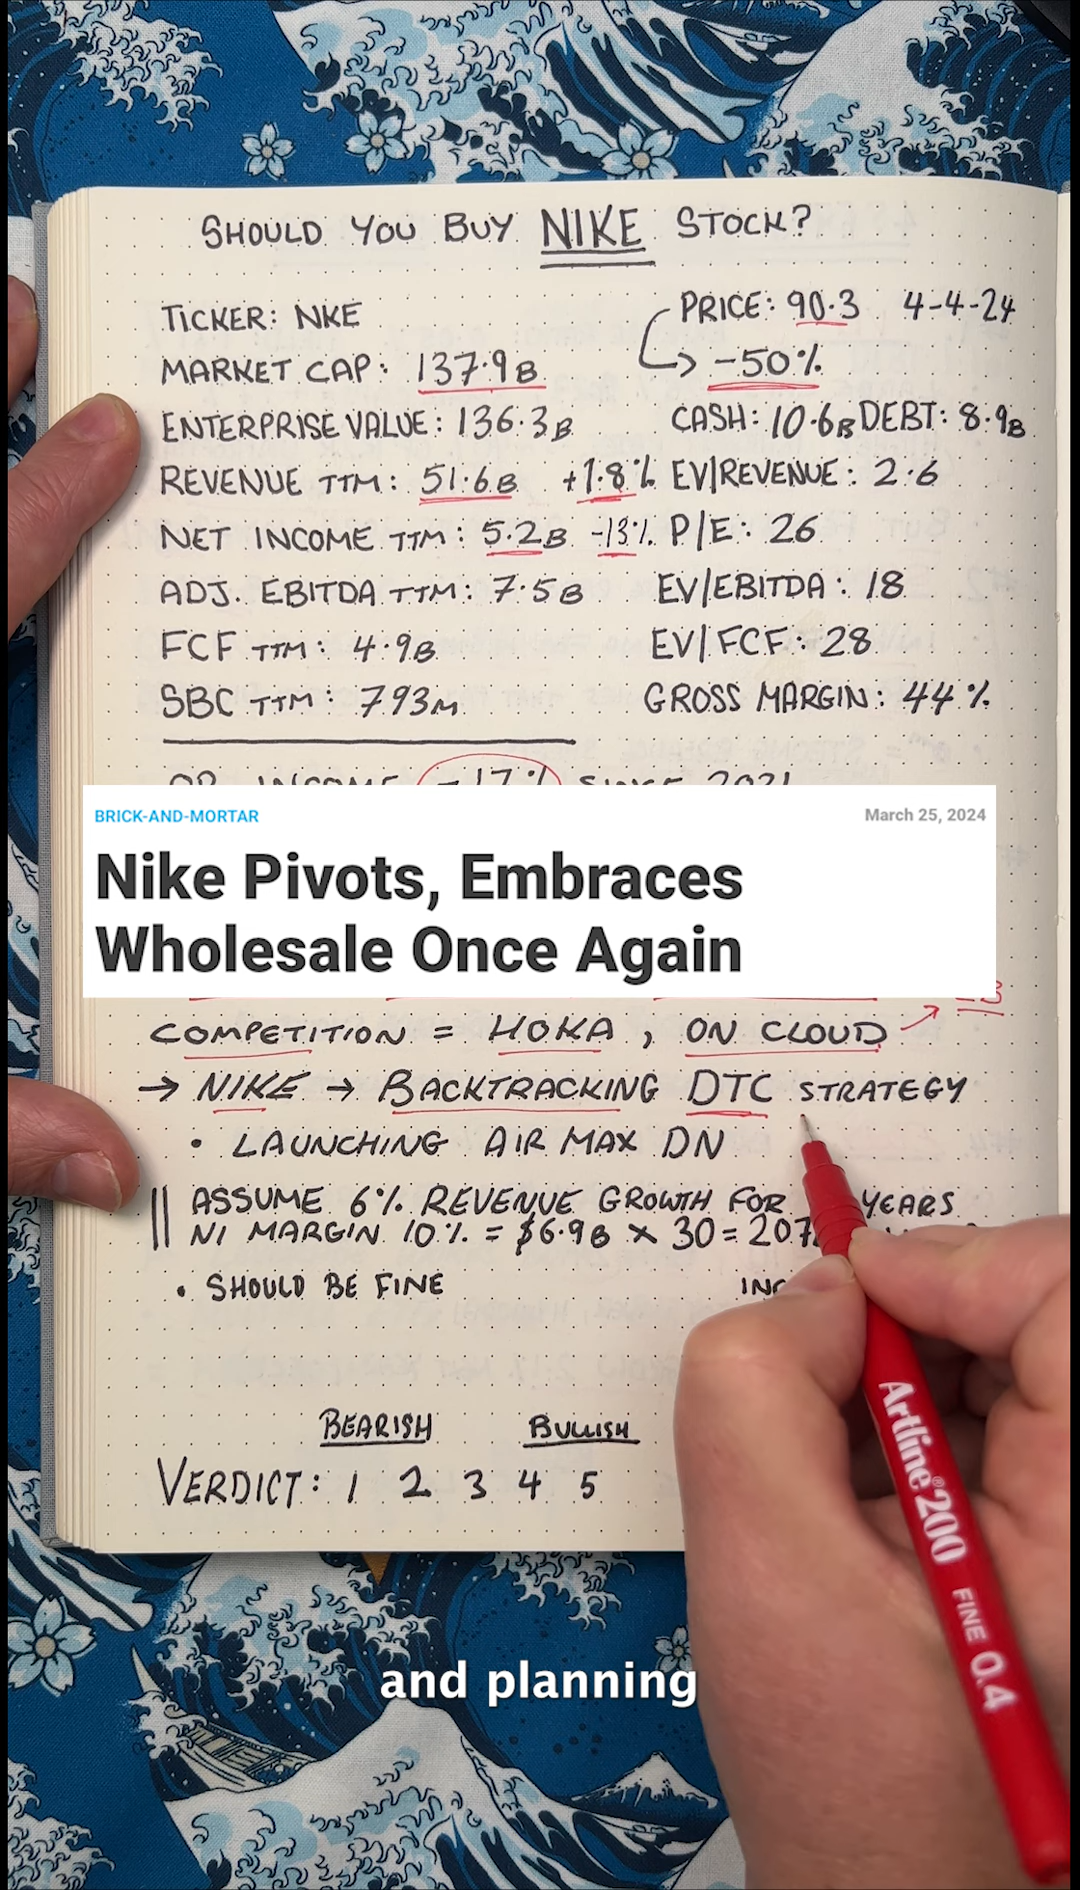 SHOULD YOU BUY NIKE STOCK?
TICKER: NKE
PRICE: 90.3 4-4-24
MARKET CAP: 137.9B
→ -50%
ENTERPRISE VALUE: 136.3B
CASH: 10.6B DEBT: 8.9B
REVENUE TTM: 51.6B +1.8%
EV/REVENUE: 2.6
NET INCOME TTM: 5.2B -13%
P/E: 26
ADJ. EBITDA TTM: 7.5B
EV/EBITDA: 18
FCF TTM: 4.9B
EV/FCF: 28
SBC TTM: 793M
GROSS MARGIN: 44%
OP INCOME -17% SINCE 2021
BRICK-AND-MORTAR
March 25, 2024
Nike Pivots, Embraces
Wholesale Once Again
COMPETITION = HOKA, ON CLOUD
→ NIKE → BACKTRACKING DTC STRATEGY
• LAUNCHING AIR MAX DN
ASSUME 6% REVENUE GROWTH FOR YEARS
NI MARGIN 10% = $6.9B × 30 = 207
• SHOULD BE FINE
BEARISH BULLISH
VERDICT: 1 2 3 4 5
Artline® 200 FINE 0.4
and planning